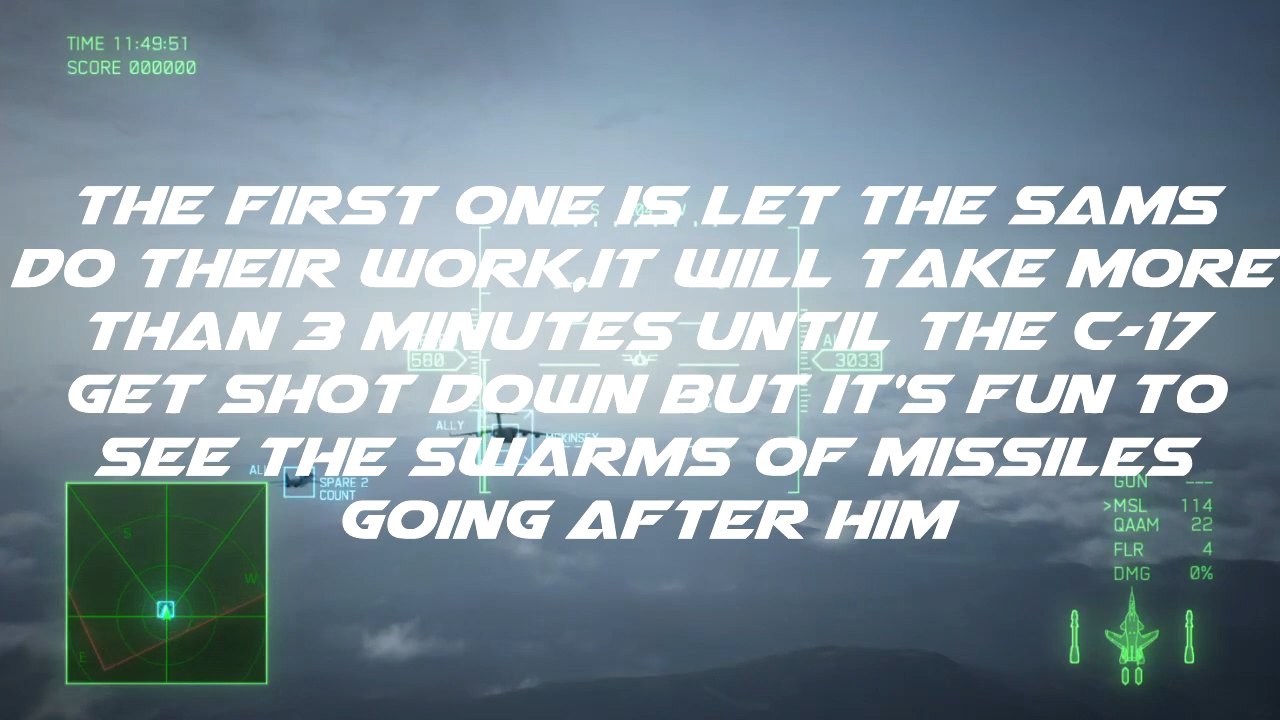 TIME 11:49:51
SCORE 000000
THE FIRST ONE IS LET THE SAMS
DO THEIR WORK,IT WILL TAKE MORE
THAN 3 MINUTES UNTIL THE C-17
GET SHOT DOWN BUT IT'S FUN TO
SEE THE SWARMS OF MISSILES
GOING AFTER HIM
580
3033
ALLY
MCKINSEY
SPARE 2
COUNT
S
W
E
GUN ---
>MSL 114
QAAM 22
FLR 4
DMG 0%